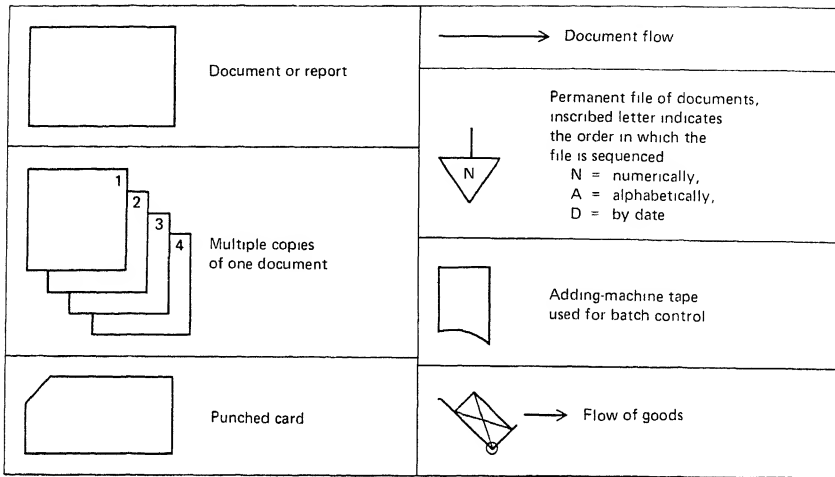 Document or report
1
2
3
4
Multiple copies
of one document
Punched card
Document flow
N
Permanent file of documents,
inscribed letter indicates
the order in which the
file is sequenced
N = numerically,
A = alphabetically,
D = by date
Adding-machine tape
used for batch control
Flow of goods